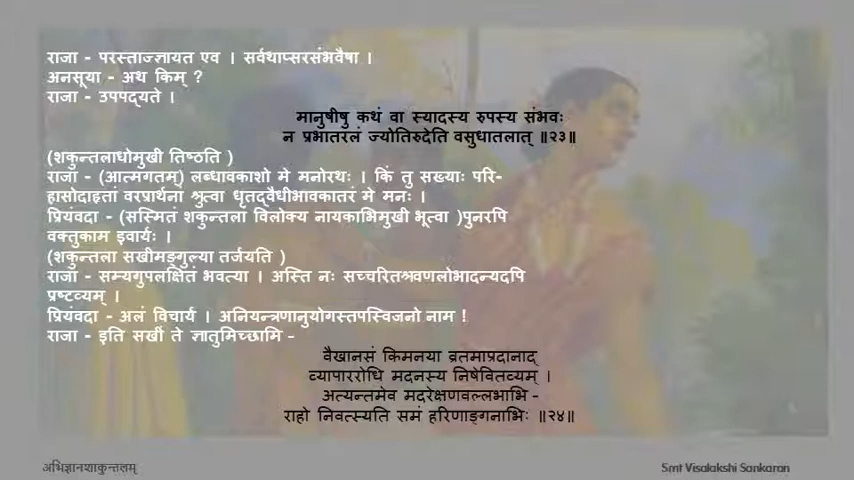 राजा - परस्ताज्ज्ञायत एव । सर्वथाप्सरसंभवैषा ।
अनसूया - अथ किम् ?
राजा - उपपद्यते ।
मानुषीषु कथं वा स्यादस्य रुपस्य संभवः
न प्रभातरलं ज्योतिरुदेति वसुधातलात् ॥२३॥
(शकुन्तलाधोमुखी तिष्ठति )
राजा - (आत्मगतम्) लब्धावकाशो मे मनोरथः । किं तु सख्याः परि-
हासोदाहृतां वरप्रार्थनां श्रुत्वा धृतद्वैधीभावकातरं मे मनः ।
प्रियंवदा - (सस्मितं शकुन्तलां विलोक्य नायकाभिमुखी भूत्वा )पुनरपि
वक्तुकाम इवार्यः ।
(शकुन्तला सखीमङ्गुल्या तर्जयति )
राजा - सम्यगुपलक्षितं भवत्या । अस्ति नः सच्चरितश्रवणलोभादन्यदपि
प्रष्टव्यम् ।
प्रियंवदा - अलं विचार्य । अनियन्त्रणानुयोगस्तपस्विजनो नाम !
राजा - इति सखीं ते ज्ञातुमिच्छामि -
वैखानसं किमनया व्रतमाप्रदानाद्
व्यापाररोधि मदनस्य निषेवितव्यम् ।
अत्यन्तमेव मदरेक्षणवल्लभाभि -
राहो निवत्स्यति समं हरिणाङ्गनाभिः ॥२४॥
अभिज्ञानशाकुन्तलम्
Smt Visalakshi Sankaran